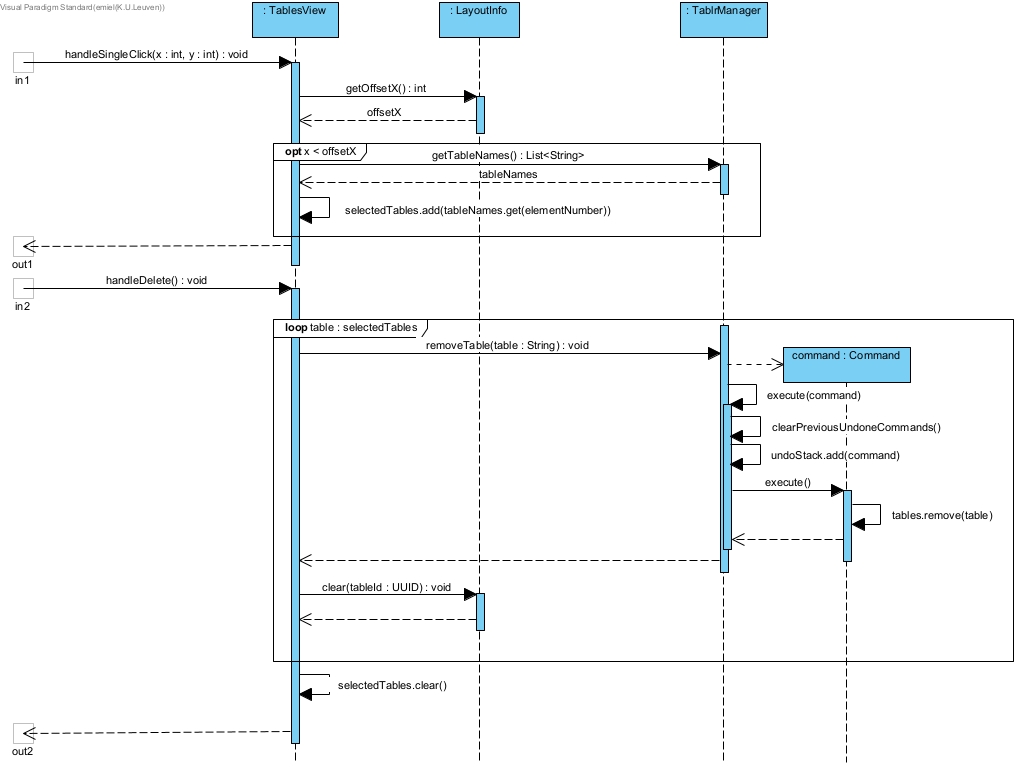 Visual Paradigm Standard(emiel(K.U.Leuven))
: TablesView
: LayoutInfo
: TablrManager
handleSingleClick(x : int, y : int) : void
in1
getOffsetX() : int
offsetX
opt x < offsetX
getTableNames() : List<String>
tableNames
selectedTables.add(tableNames.get(elementNumber))
out1
handleDelete() : void
in2
loop table : selectedTables
removeTable(table : String) : void
command : Command
execute(command)
clearPreviousUndoneCommands()
undoStack.add(command)
execute()
tables.remove(table)
clear(tableId : UUID) : void
selectedTables.clear()
out2